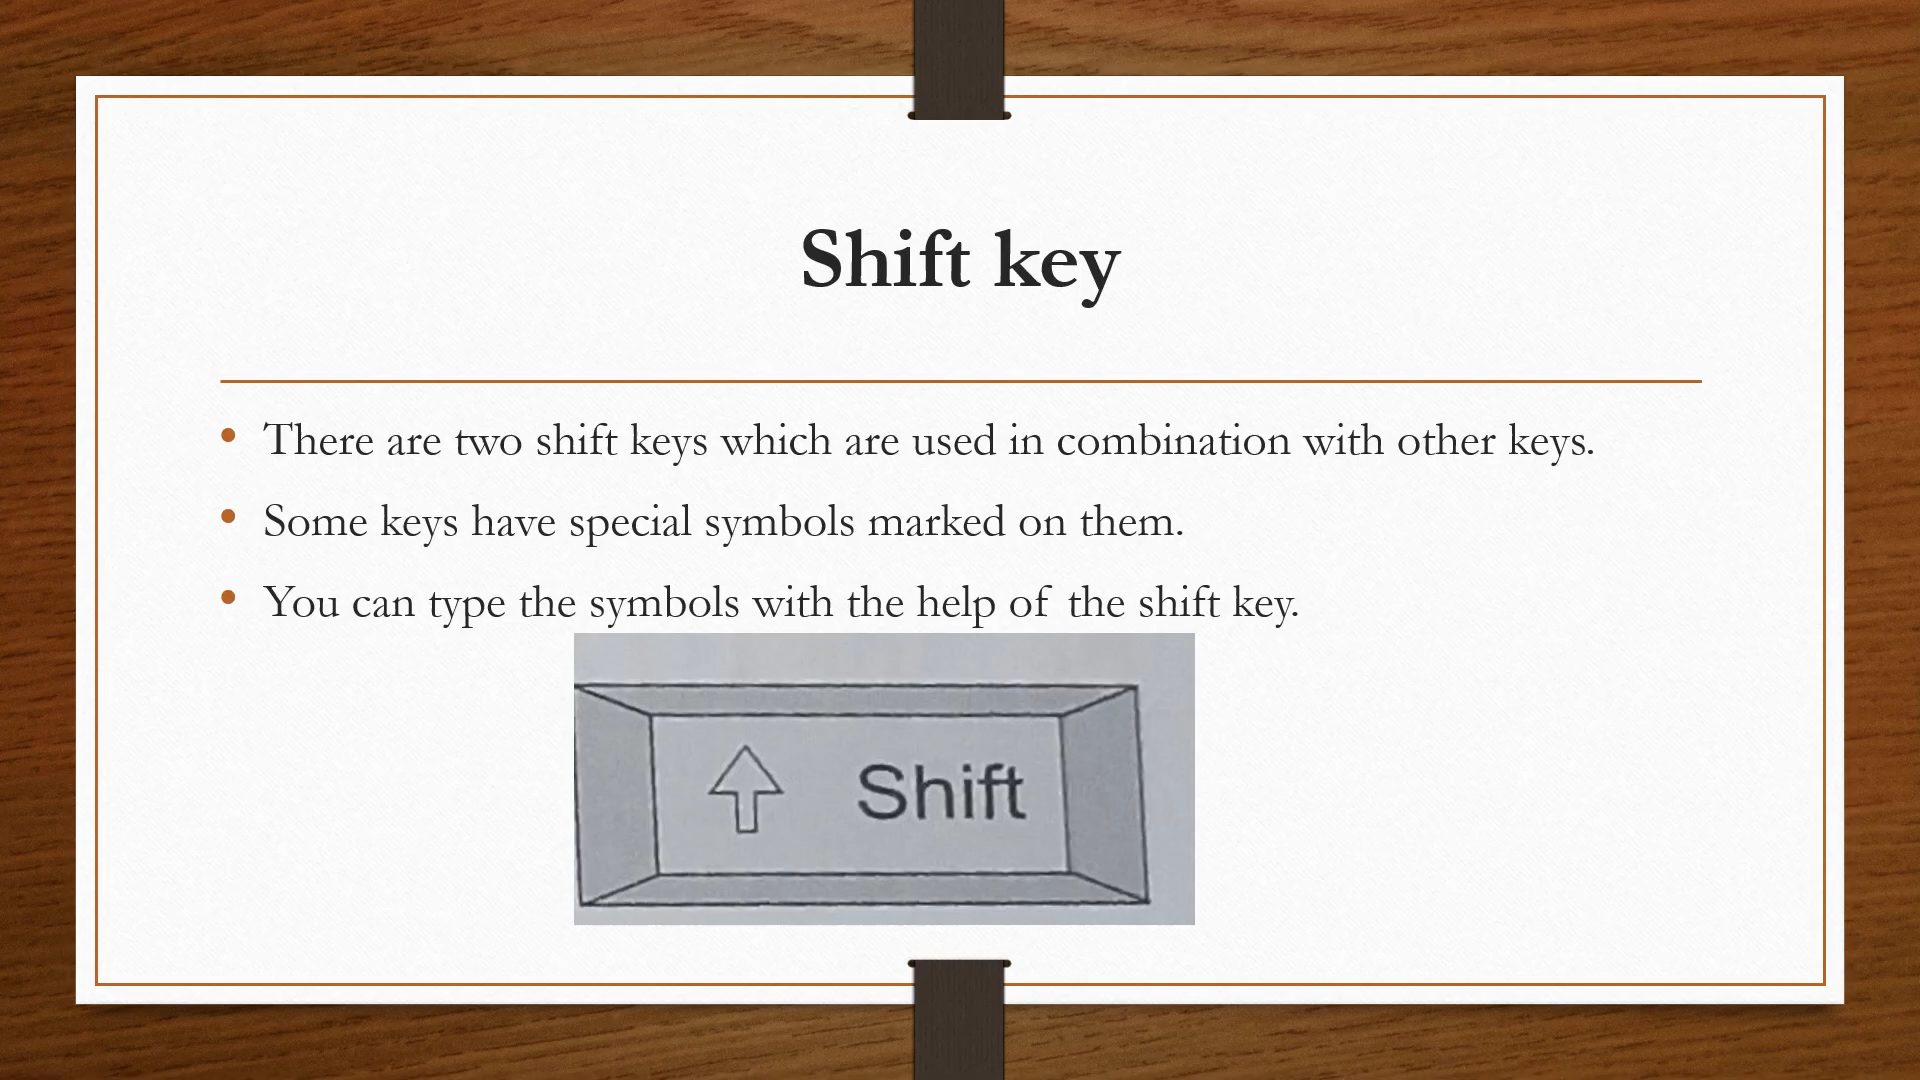 Shift key
• There are two shift keys which are used in combination with other keys.
• Some keys have special symbols marked on them.
• You can type the symbols with the help of the shift key.
Shift